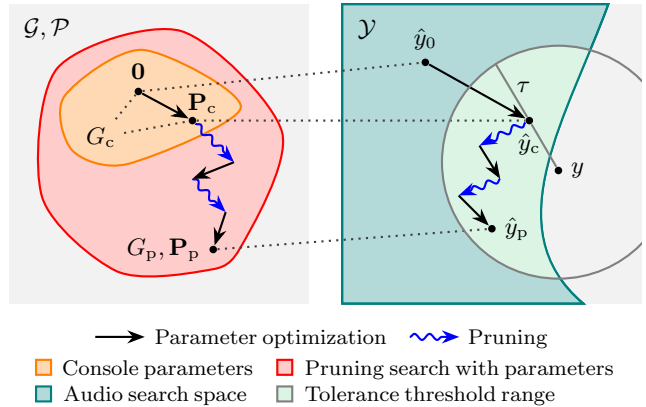 𝒢, 𝒫
𝟎
𝐏c
Gc
Gp, 𝐏p
𝒴
ŷ0
τ
ŷc
y
ŷp
Parameter optimization
Pruning
Console parameters
Pruning search with parameters
Audio search space
Tolerance threshold range